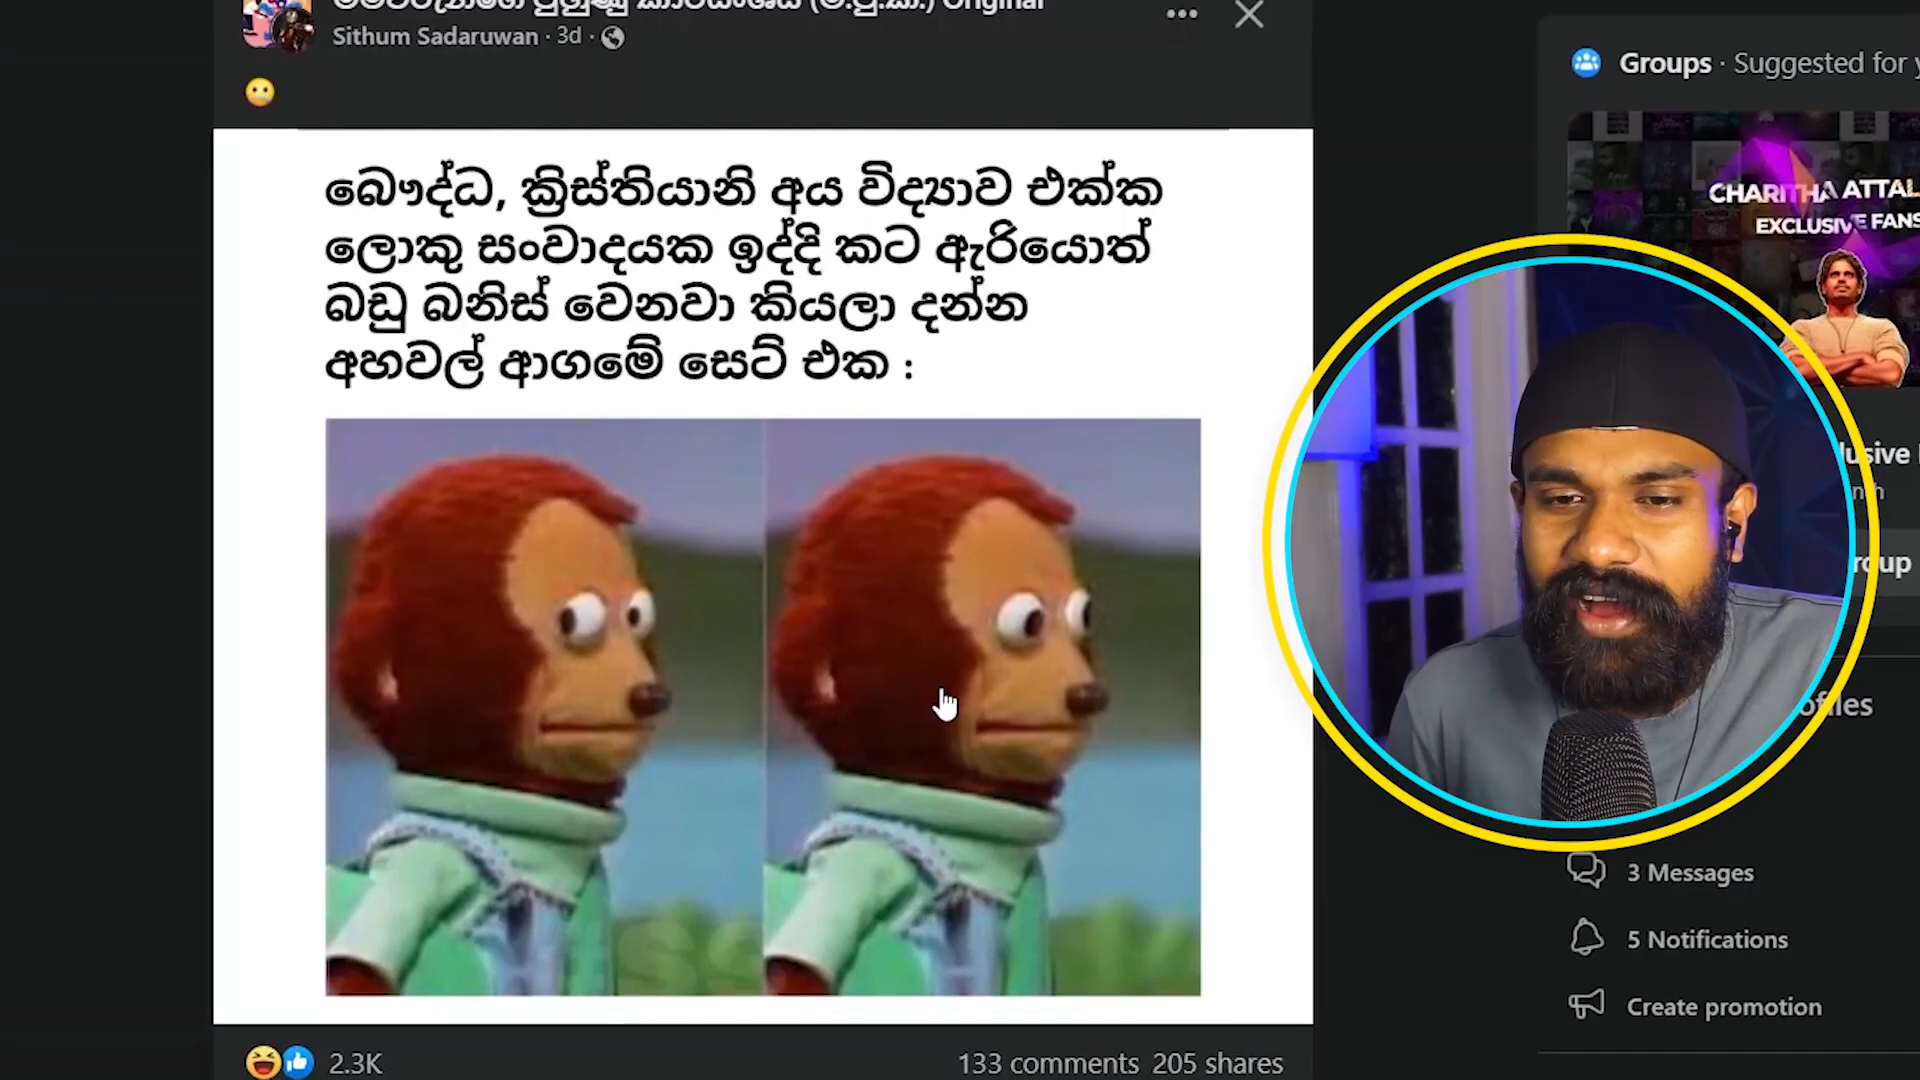 (ම.පු.කා.) Original
Sithum Sadaruwan · 3d ·
බෞද්ධ, ක්‍රිස්තියානි අය විද්‍යාව එක්ක
ලොකු සංවාදයක ඉද්දි කට ඇරියොත්
බඩු බනිස් වෙනවා කියලා දන්න
අහවල් ආගමේ සෙට් එක :
2.3K
133 comments 205 shares
Groups · Suggested for
CHARITHA ATTAL
EXCLUSIVE FANS
3 Messages
5 Notifications
Create promotion